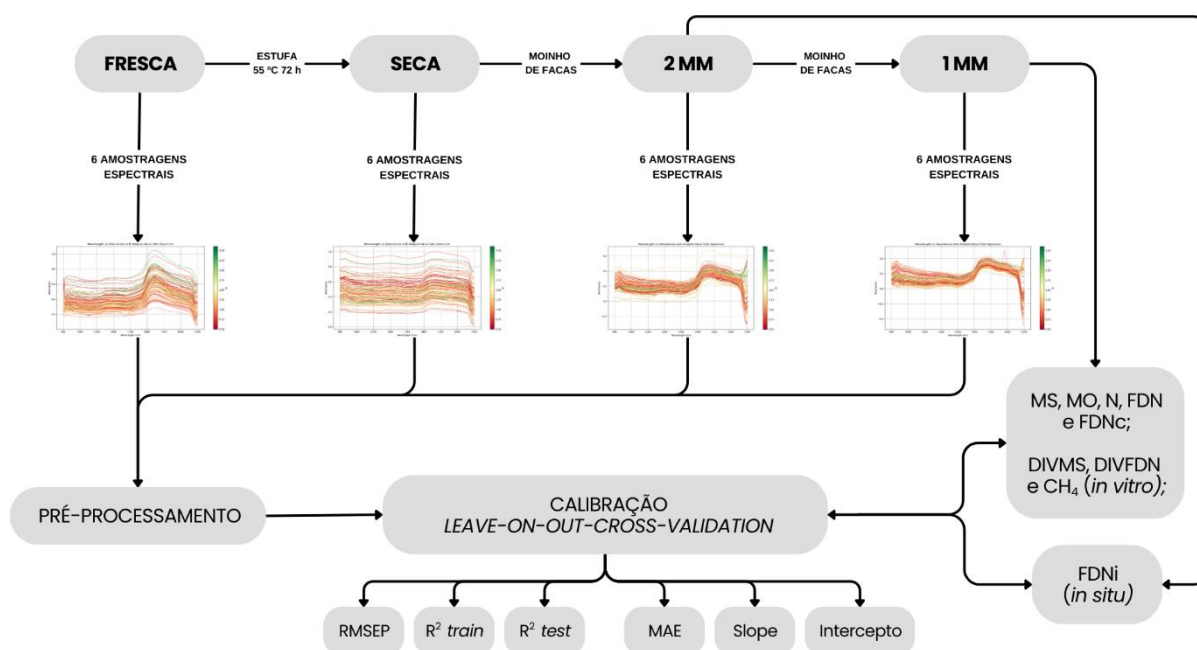 FRESCA
ESTUFA
55 ºC 72 h
SECA
MOINHO
DE FACAS
2 MM
MOINHO
DE FACAS
1 MM
6 AMOSTRAGENS
ESPECTRAIS
6 AMOSTRAGENS
ESPECTRAIS
6 AMOSTRAGENS
ESPECTRAIS
6 AMOSTRAGENS
ESPECTRAIS
MS, MO, N, FDN
e FDNc;
DIVMS, DIVFDN
e CH₄ (in vitro);
PRÉ-PROCESSAMENTO
CALIBRAÇÃO
LEAVE-ON-OUT-CROSS-VALIDATION
FDNi
(in situ)
RMSEP
R² train
R² test
MAE
Slope
Intercepto